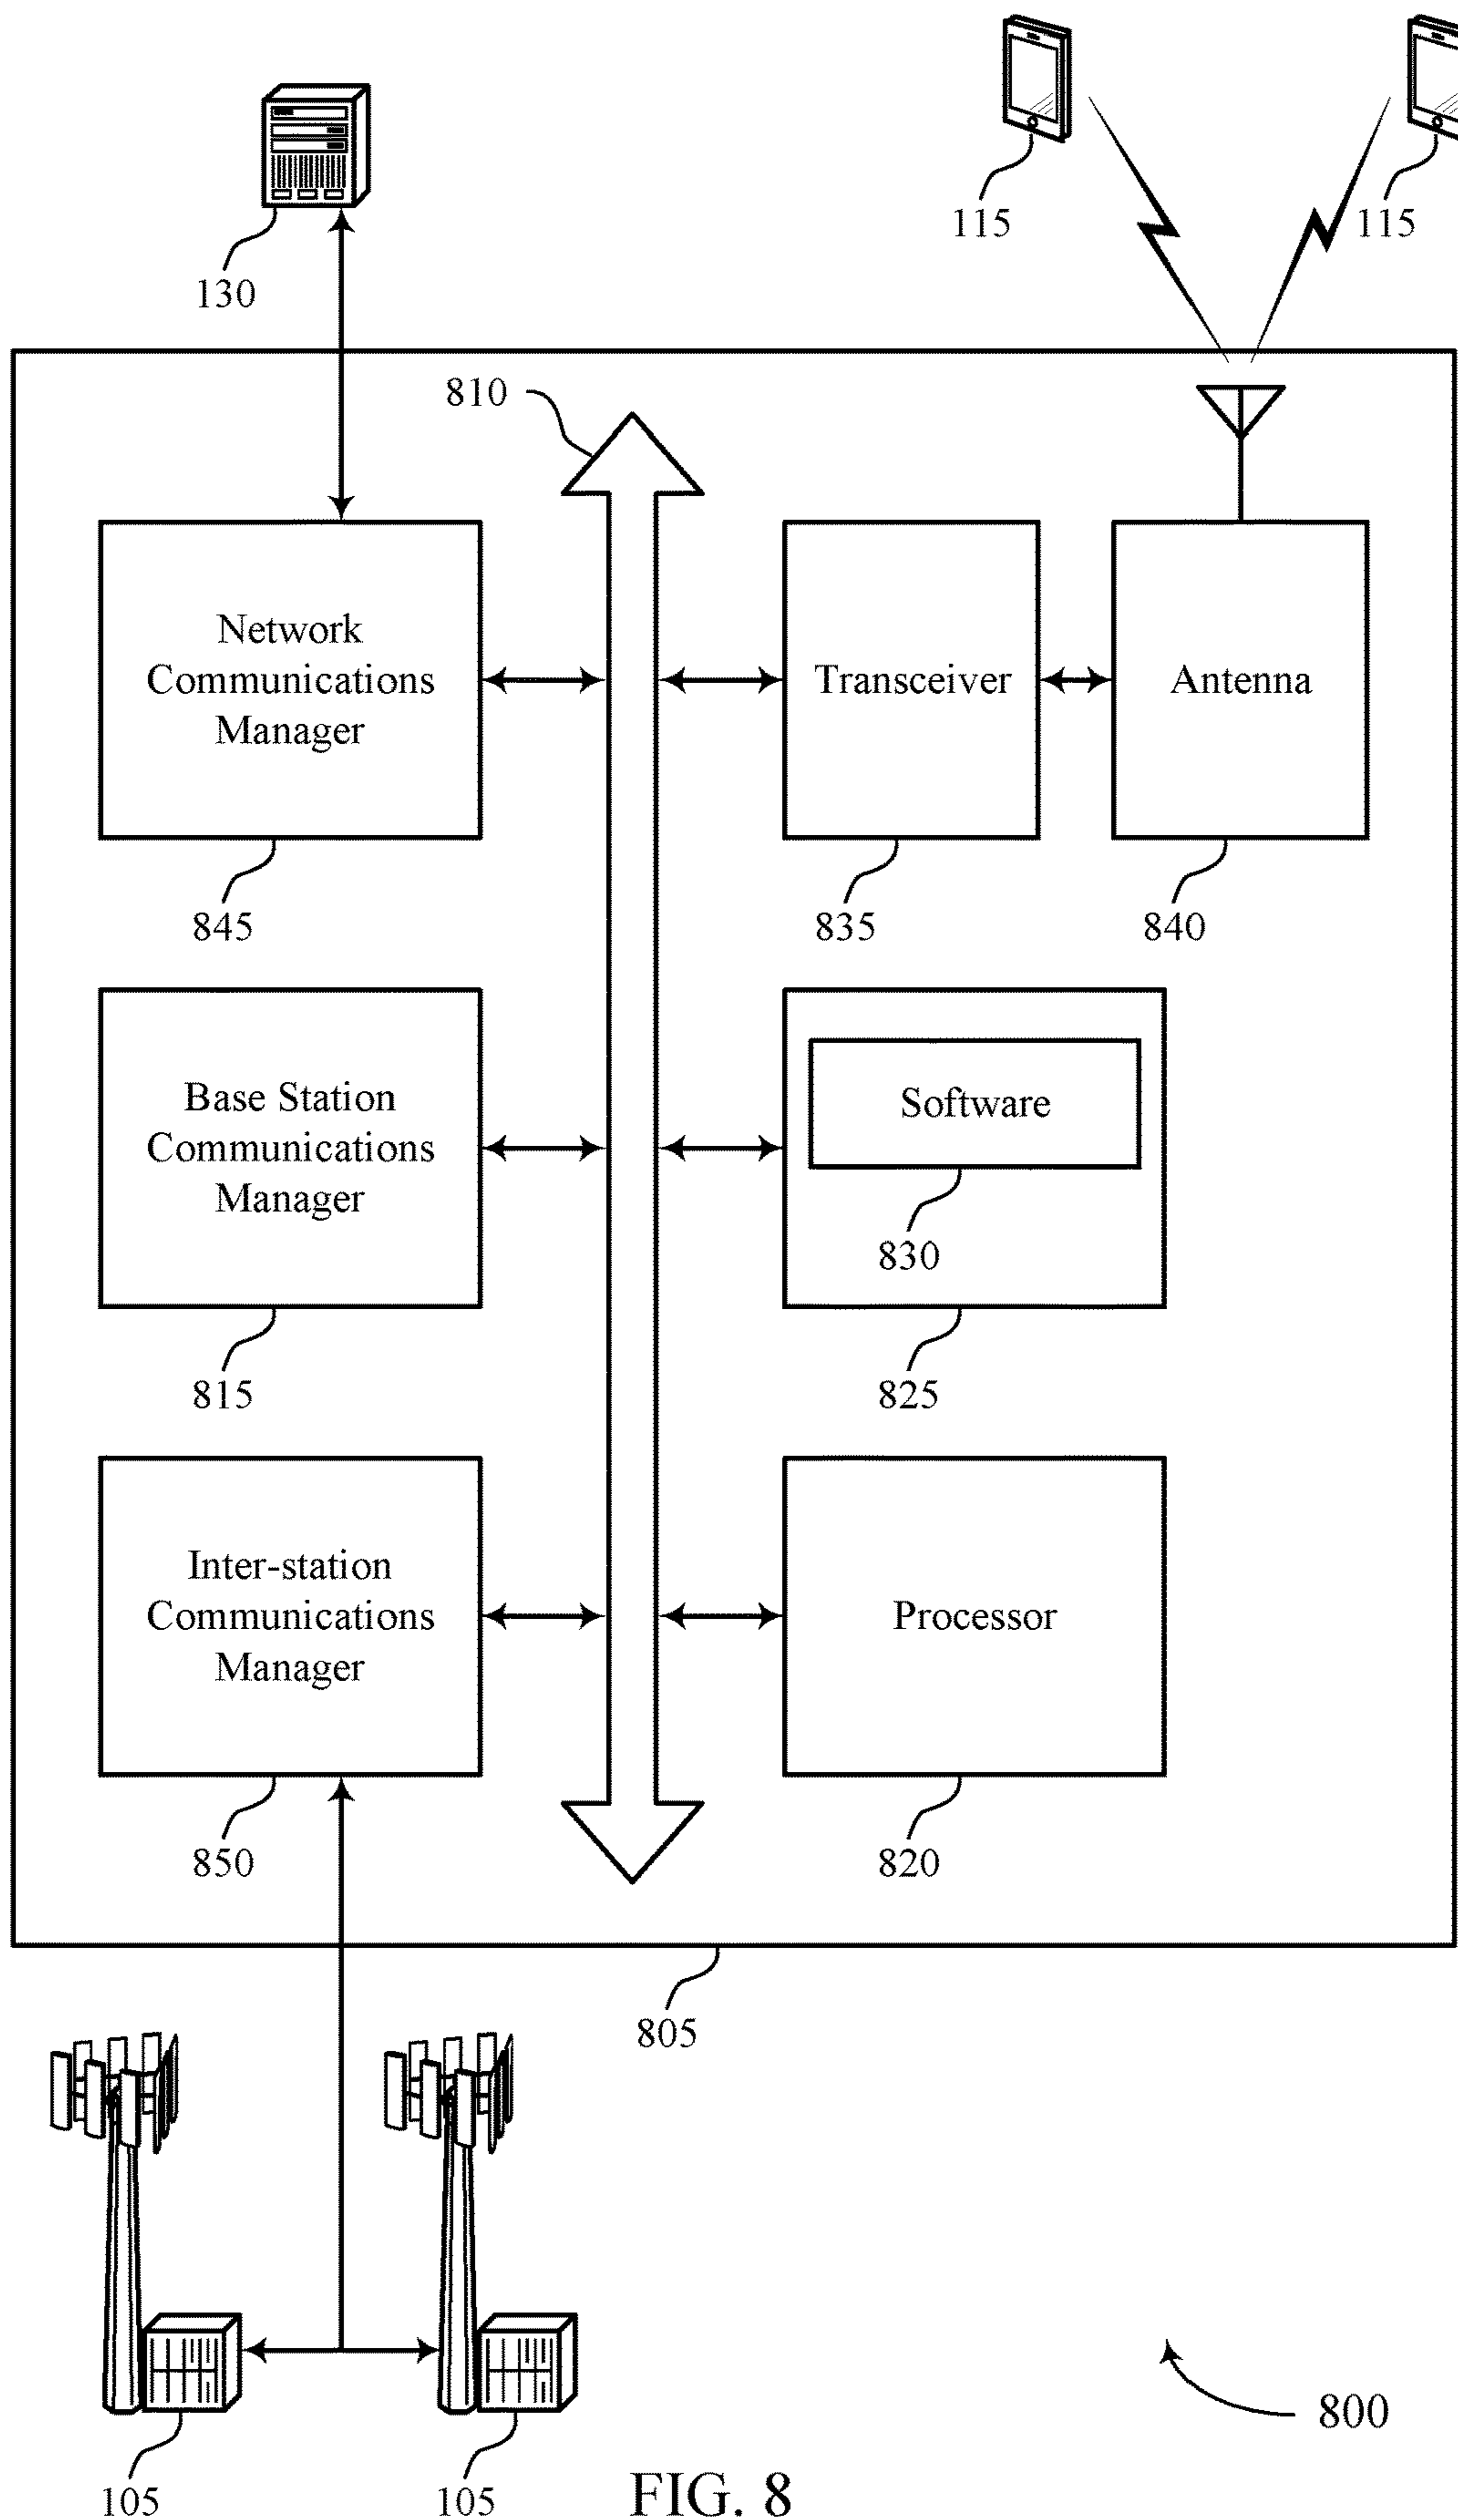 115
115
130
810
Network
Communications
Manager
Transceiver
Antenna
845
835
840
Base Station
Communications
Manager
Software
830
815
825
Inter-station
Communications
Manager
Processor
850
820
805
800
105
105
FIG. 8